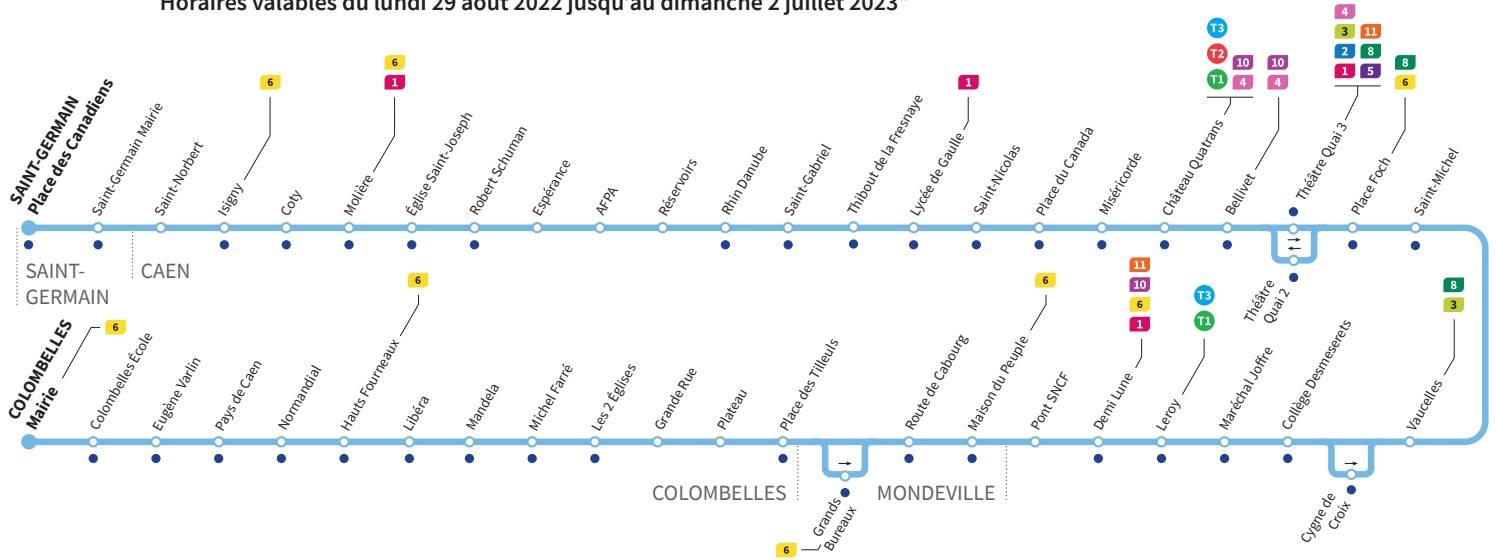 Horaires valables du lundi 29 août 2022 jusqu'au dimanche 2 juillet 2023*
SAINT-GERMAIN
Place des Canadiens
Saint-Germain Mairie
Saint-Norbert
Isigny
6
Coty
Molière
6
1
Église Saint-Joseph
Robert Schuman
Espérance
AFPA
Réservoirs
Rhin Danube
Saint-Gabriel
Thibout de la Fresnaye
Lycée de Gaulle
1
Saint-Nicolas
Place du Canada
Miséricorde
Château Quatrans
T3
T2
T1
10
4
Bellivet
10
4
Théâtre Quai 3
4
3 11
2 8
1 5
Théâtre
Quai 2
→
←
Place Foch
8
6
Saint-Michel
SAINT-
GERMAIN
CAEN
Vaucelles
8
3
Cygne de
Croix
→
Collège Desmeserets
Maréchal Joffre
Leroy
T3
T1
Demi Lune
11
10
6
1
Pont SNCF
Maison du Peuple
6
Route de Cabourg
MONDEVILLE
Grands
Bureaux
→
6
COLOMBELLES
Place des Tilleuls
Plateau
Grande Rue
Les 2 Églises
Michel Farré
Mandela
Libéra
Hauts Fourneaux
6
Normandial
Pays de Caen
Eugène Varlin
Colombelles École
COLOMBELLES
Mairie
6